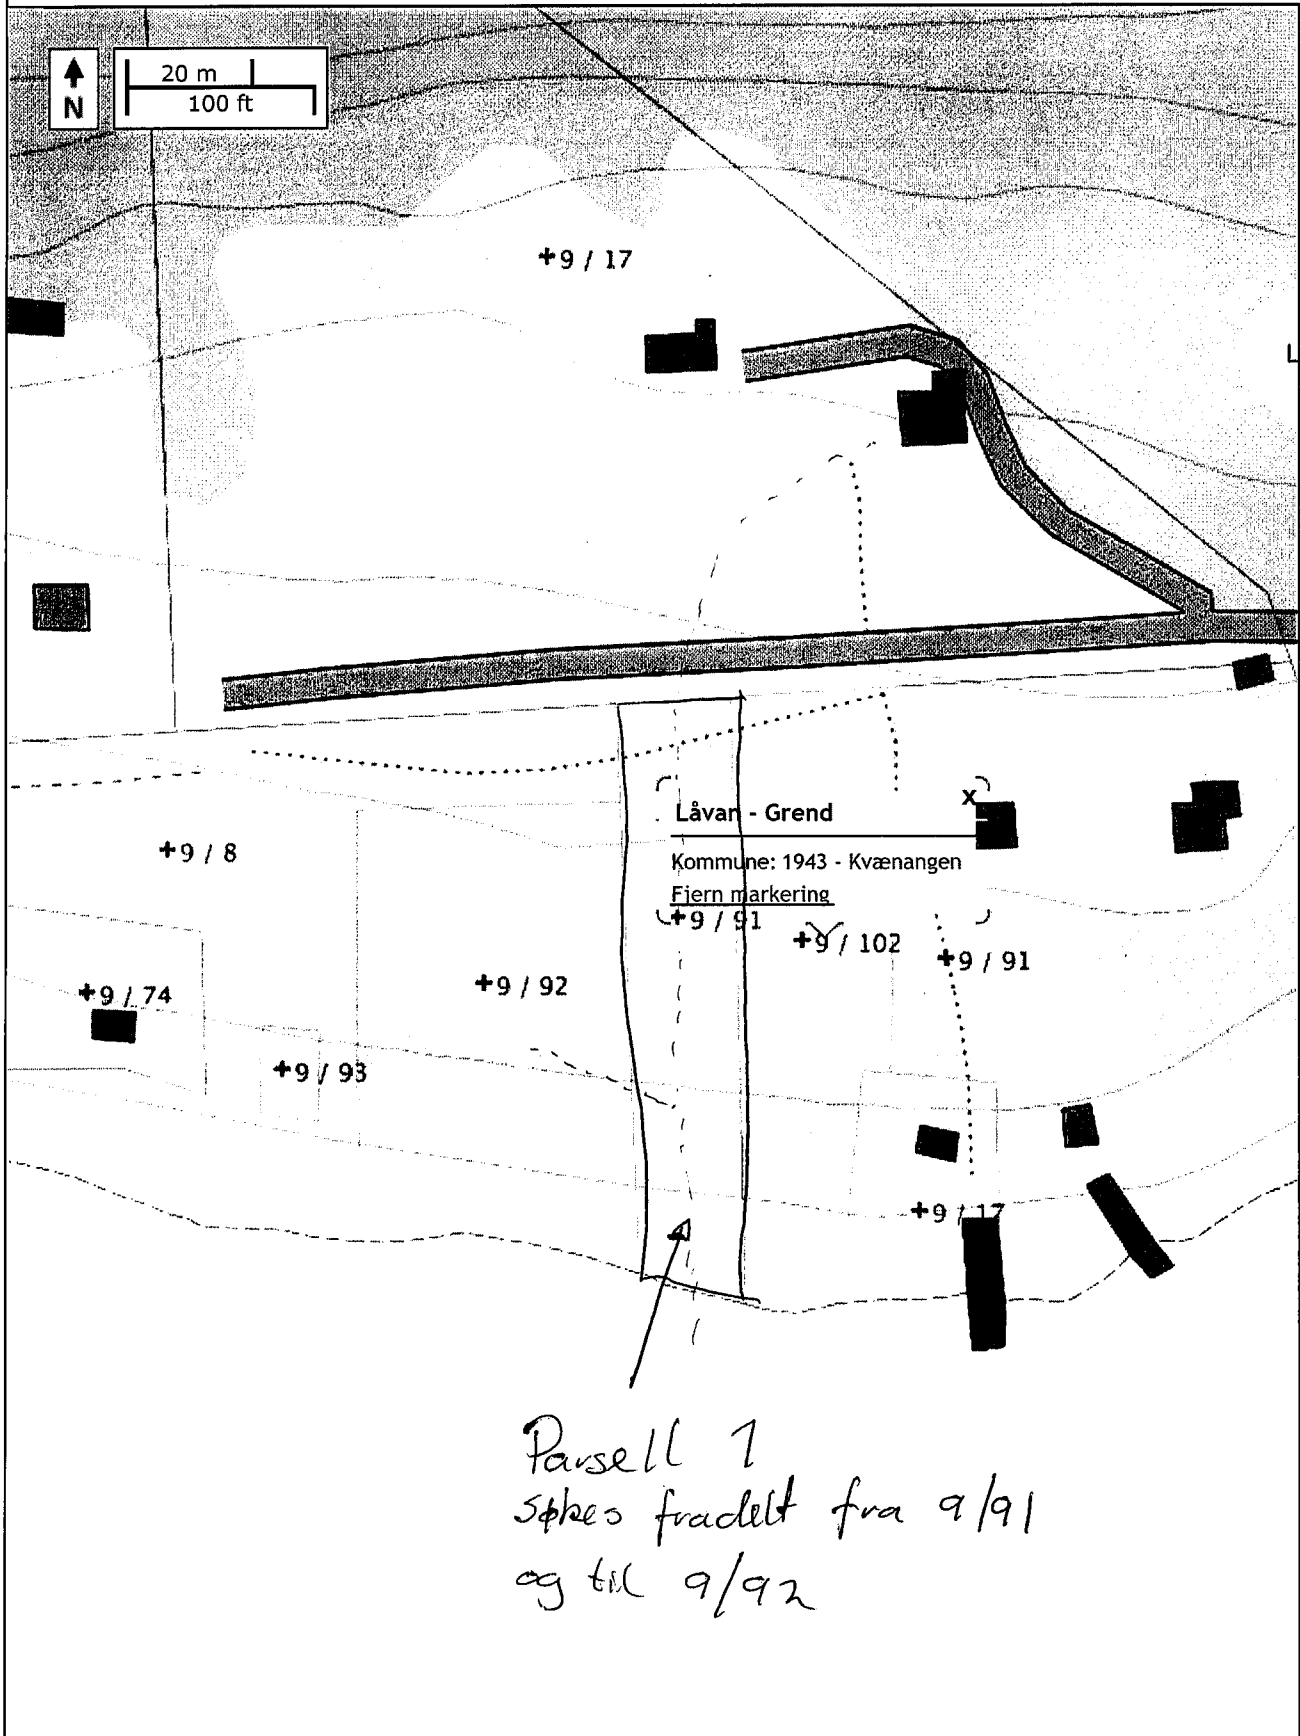 20 m
100 ft
N
+9 / 17
L
Låvan - Grend
x
Kommune: 1943 - Kvænangen
Fjern markering
+9 / 8
+9 / 91
+9 / 102
+9 / 91
+9 / 92
+9 / 74
+9 / 93
+9 / 17
Parsell 1
søkes fradelt fra 9/91
og til 9/92